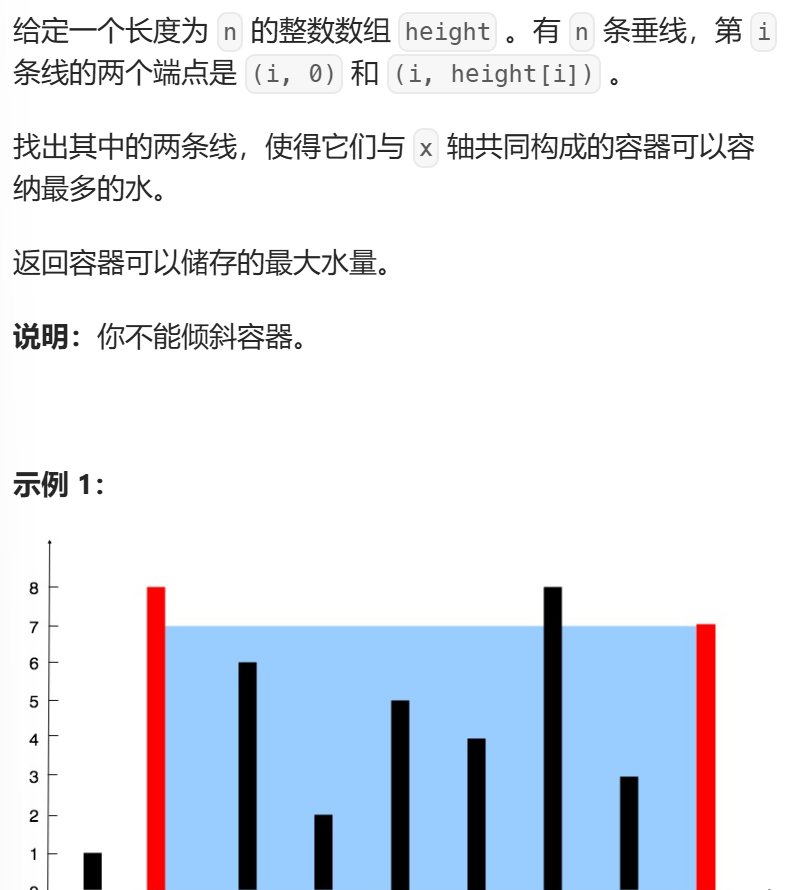 给定一个长度为 n 的整数数组 height 。有 n 条垂线，第 i
条线的两个端点是 (i, 0) 和 (i, height[i]) 。
找出其中的两条线，使得它们与 x 轴共同构成的容器可以容
纳最多的水。
返回容器可以储存的最大水量。
说明：你不能倾斜容器。
示例 1：
8
7
6
5
4
3
2
1